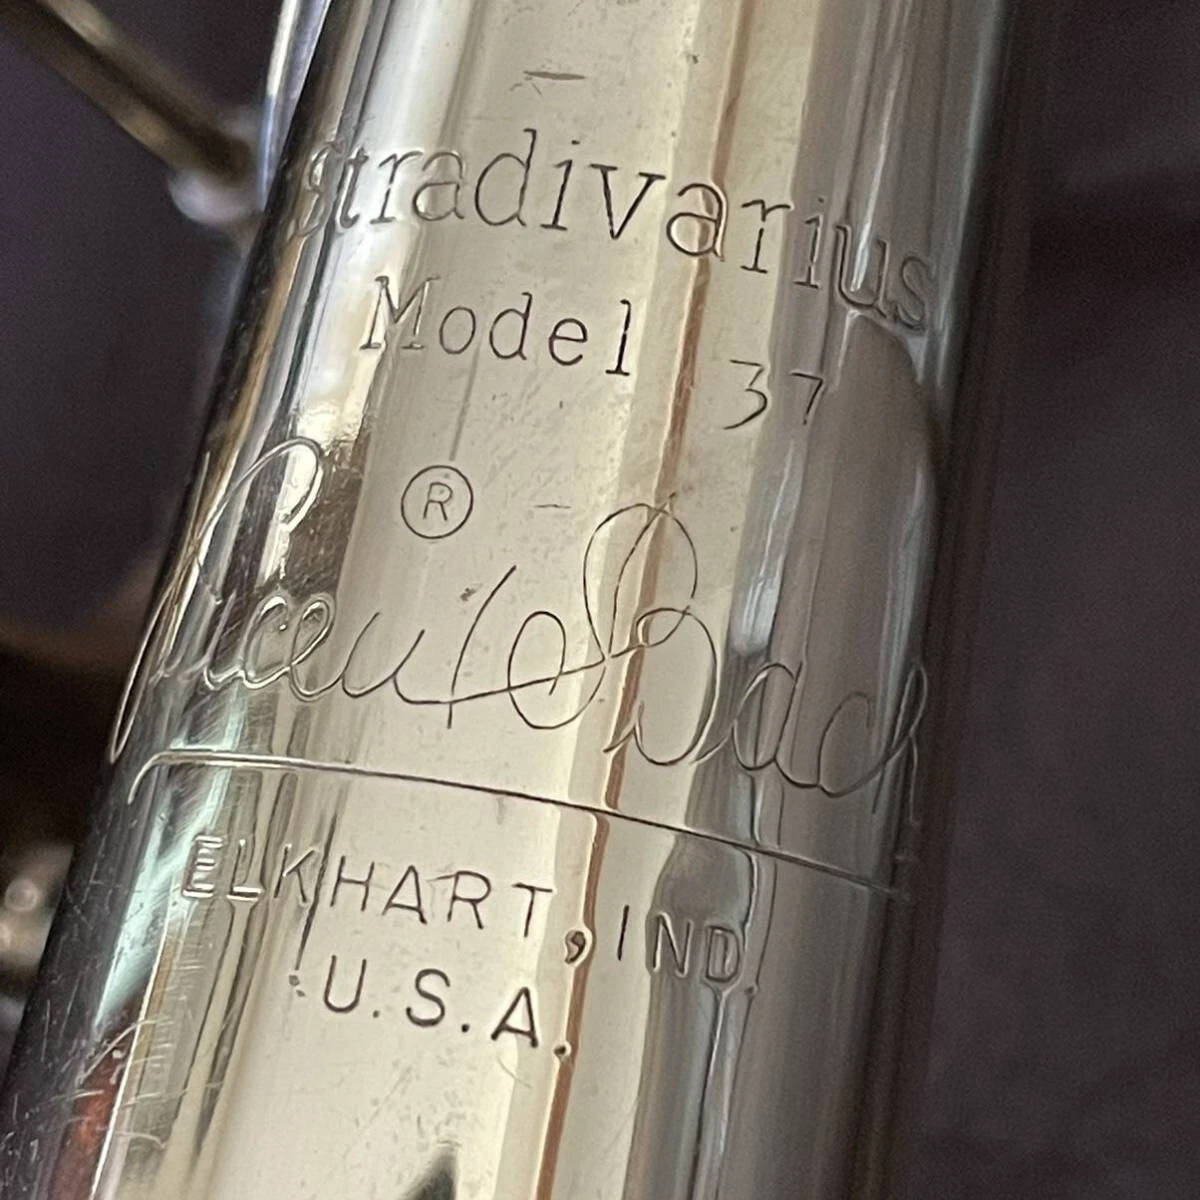 Stradivarius
Model 37
®
Vincent Bach
ELKHART, IND.
U.S.A.